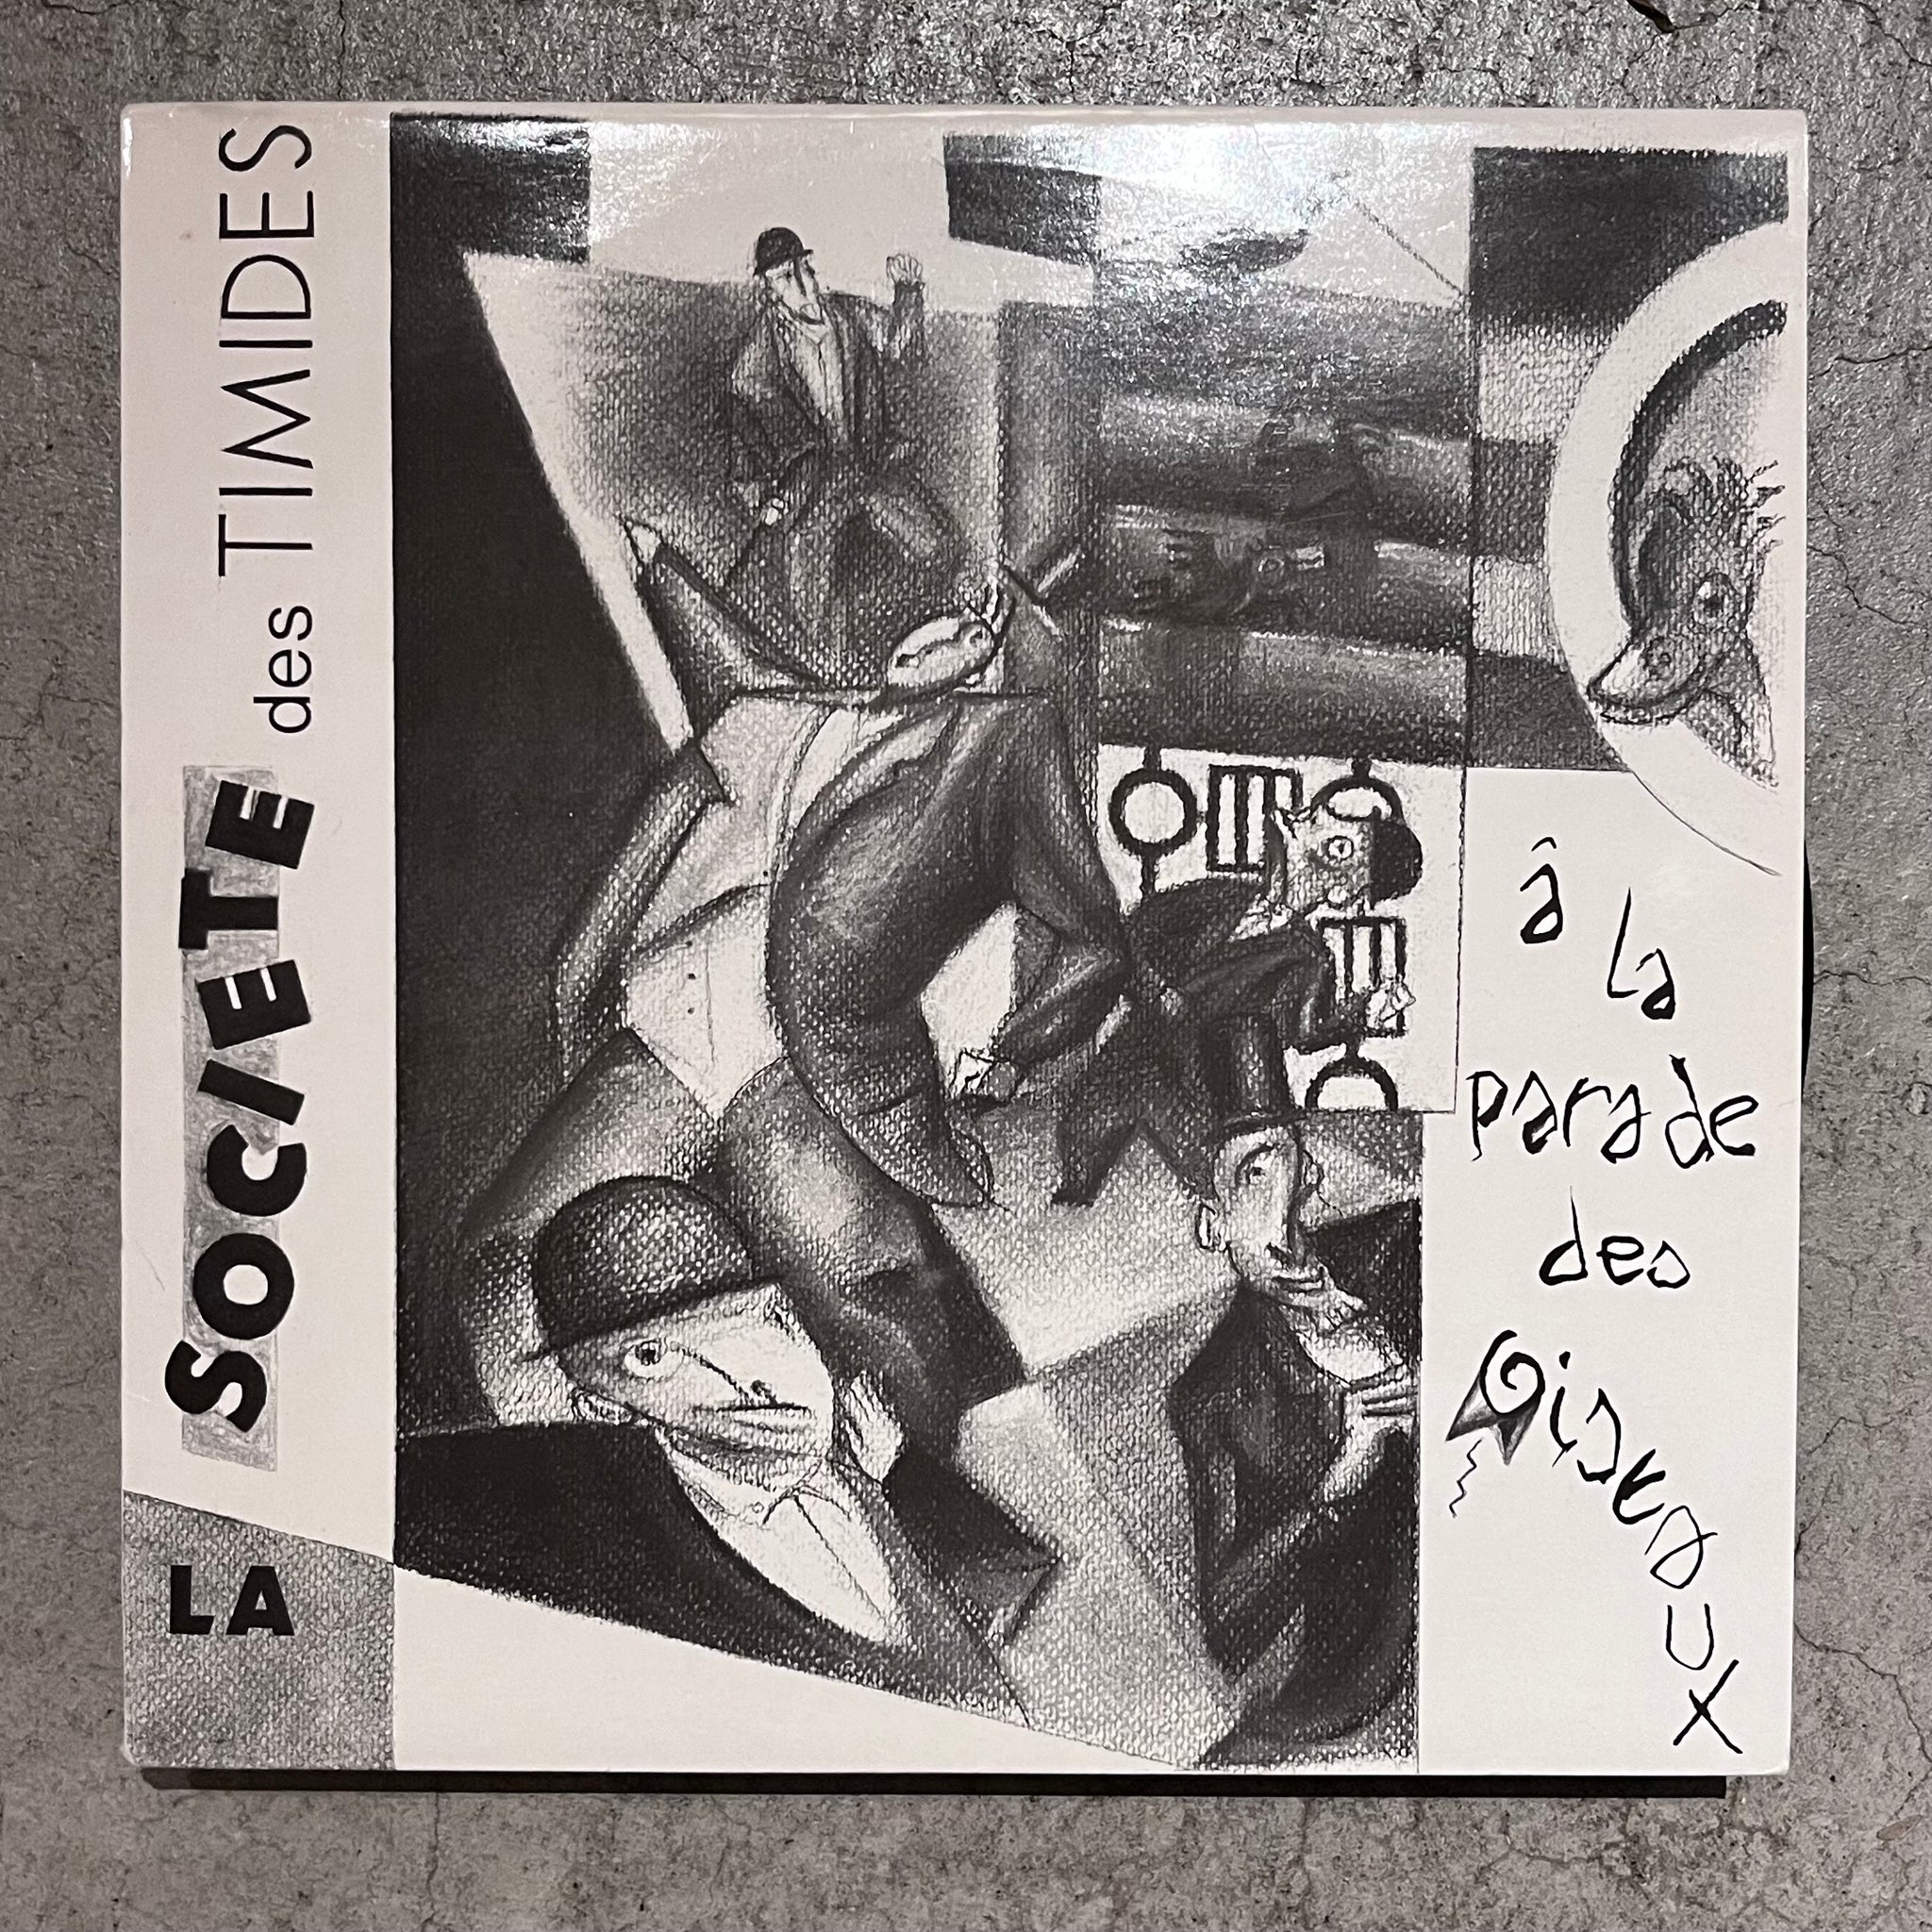 LA SOCIETE des TIMIDES
â
la
parade
des
Oiseaux